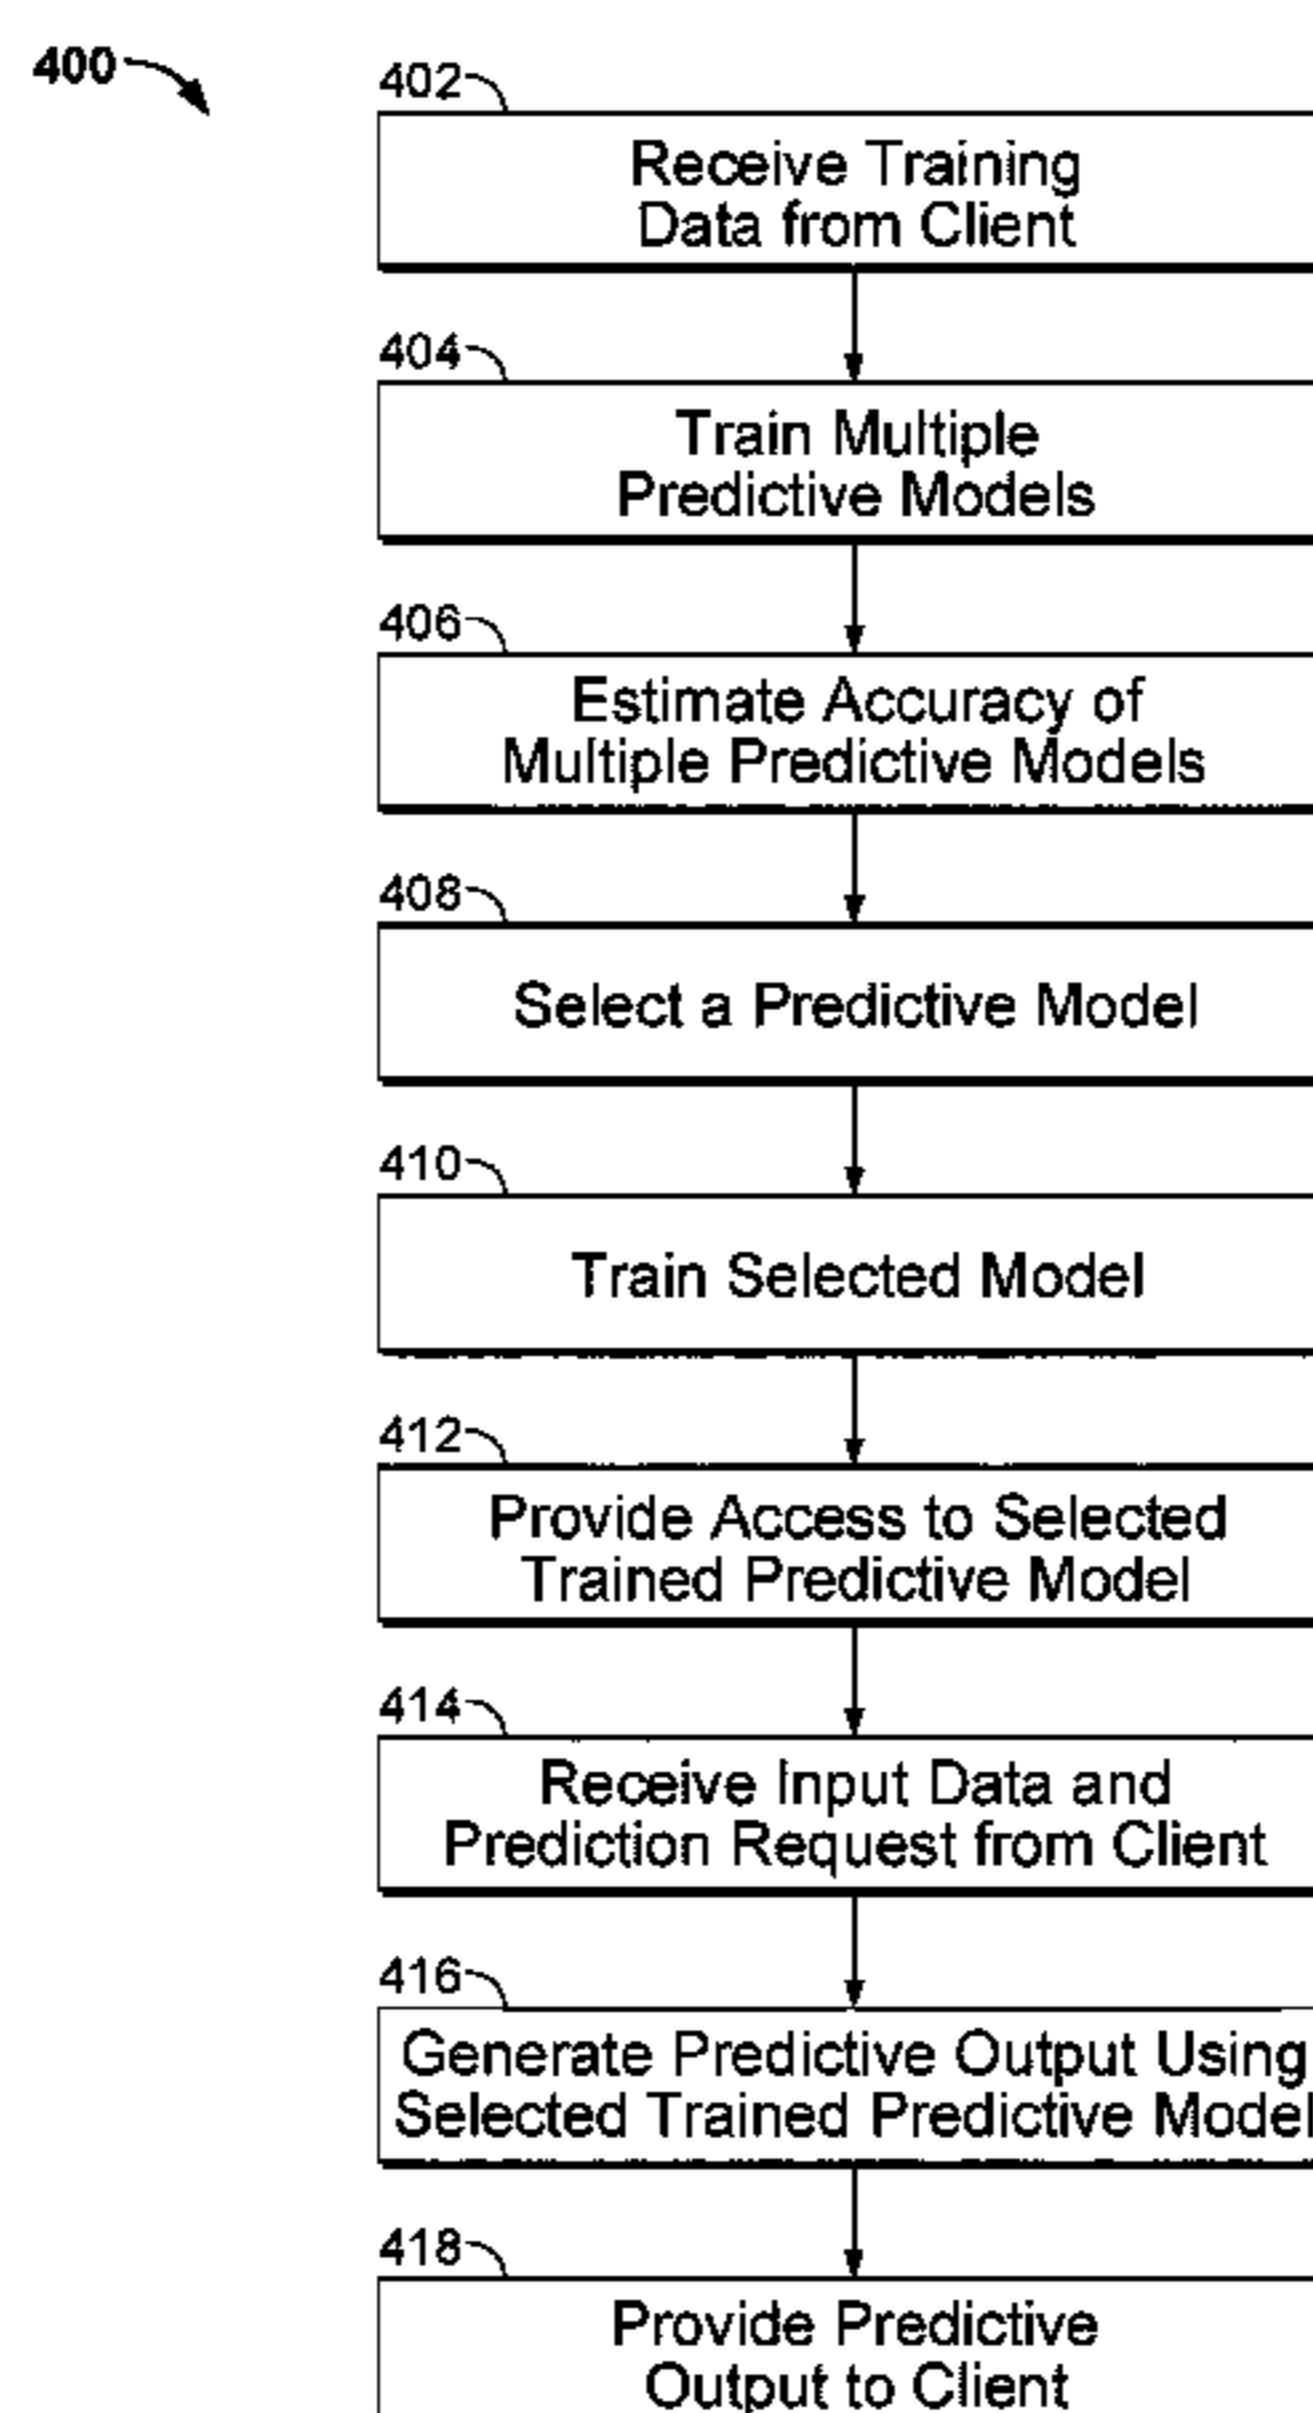 400
402
Receive Training
Data from Client
404
Train Multiple
Predictive Models
406
Estimate Accuracy of
Multiple Predictive Models
408
Select a Predictive Model
410
Train Selected Model
412
Provide Access to Selected
Trained Predictive Model
414
Receive Input Data and
Prediction Request from Client
416
Generate Predictive Output Using
Selected Trained Predictive Model
418
Provide Predictive
Output to Client